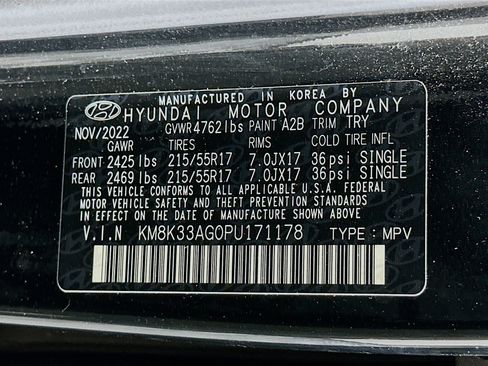 MANUFACTURED IN KOREA BY
HYUNDAI MOTOR COMPANY
NOV/2022 GVWR4762lbs PAINT A2B TRIM TRY
GAWR TIRES RIMS COLD TIRE INFL
FRONT 2425 lbs 215/55R17 7.0JX17 36psi SINGLE
REAR 2469 lbs 215/55R17 7.0JX17 36psi SINGLE
THIS VEHICLE CONFORMS TO ALL APPLICABLE U.S.A. FEDERAL
MOTOR VEHICLE SAFETY AND THEFT PREVENTION STANDARDS
IN EFFECT ON THE DATE OF MANUFACTURE SHOWN ABOVE.
V.I.N KM8K33AG0PU171178 TYPE: MPV